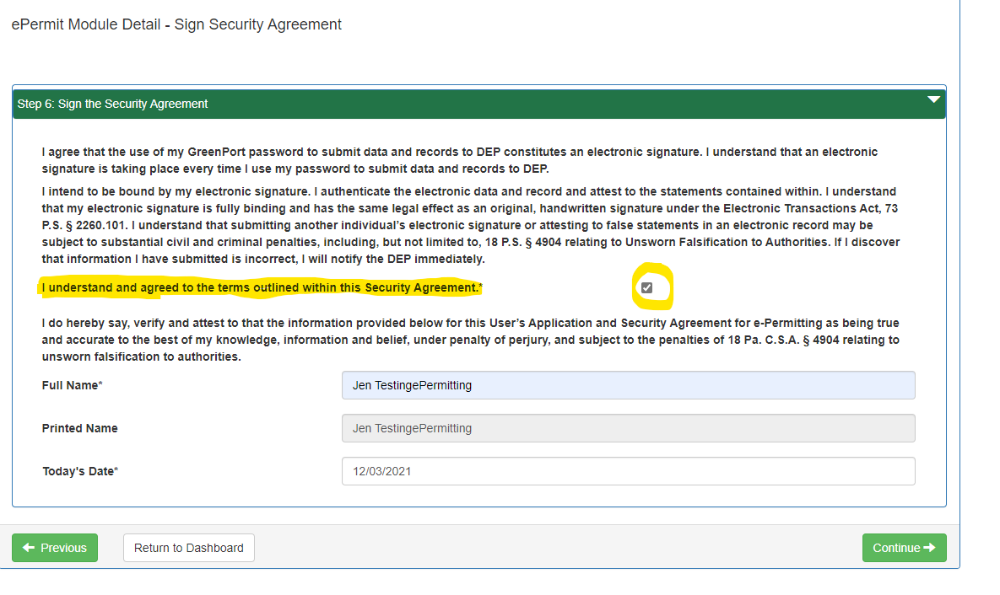 ePermit Module Detail - Sign Security Agreement
Step 6: Sign the Security Agreement
I agree that the use of my GreenPort password to submit data and records to DEP constitutes an electronic signature. I understand that an electronic
signature is taking place every time I use my password to submit data and records to DEP.
I intend to be bound by my electronic signature. I authenticate the electronic data and record and attest to the statements contained within. I understand
that my electronic signature is fully binding and has the same legal effect as an original, handwritten signature under the Electronic Transactions Act, 73
P.S. § 2260.101. I understand that submitting another individual’s electronic signature or attesting to false statements in an electronic record may be
subject to substantial civil and criminal penalties, including, but not limited to, 18 P.S. § 4904 relating to Unsworn Falsification to Authorities. If I discover
that information I have submitted is incorrect, I will notify the DEP immediately.
I understand and agreed to the terms outlined within this Security Agreement.*
I do hereby say, verify and attest to that the information provided below for this User’s Application and Security Agreement for e-Permitting as being true
and accurate to the best of my knowledge, information and belief, under penalty of perjury, and subject to the penalties of 18 Pa. C.S.A. § 4904 relating to
unsworn falsification to authorities.
Full Name* Jen TestingePermitting
Printed Name Jen TestingePermitting
Today's Date* 12/03/2021
Previous Return to Dashboard Continue